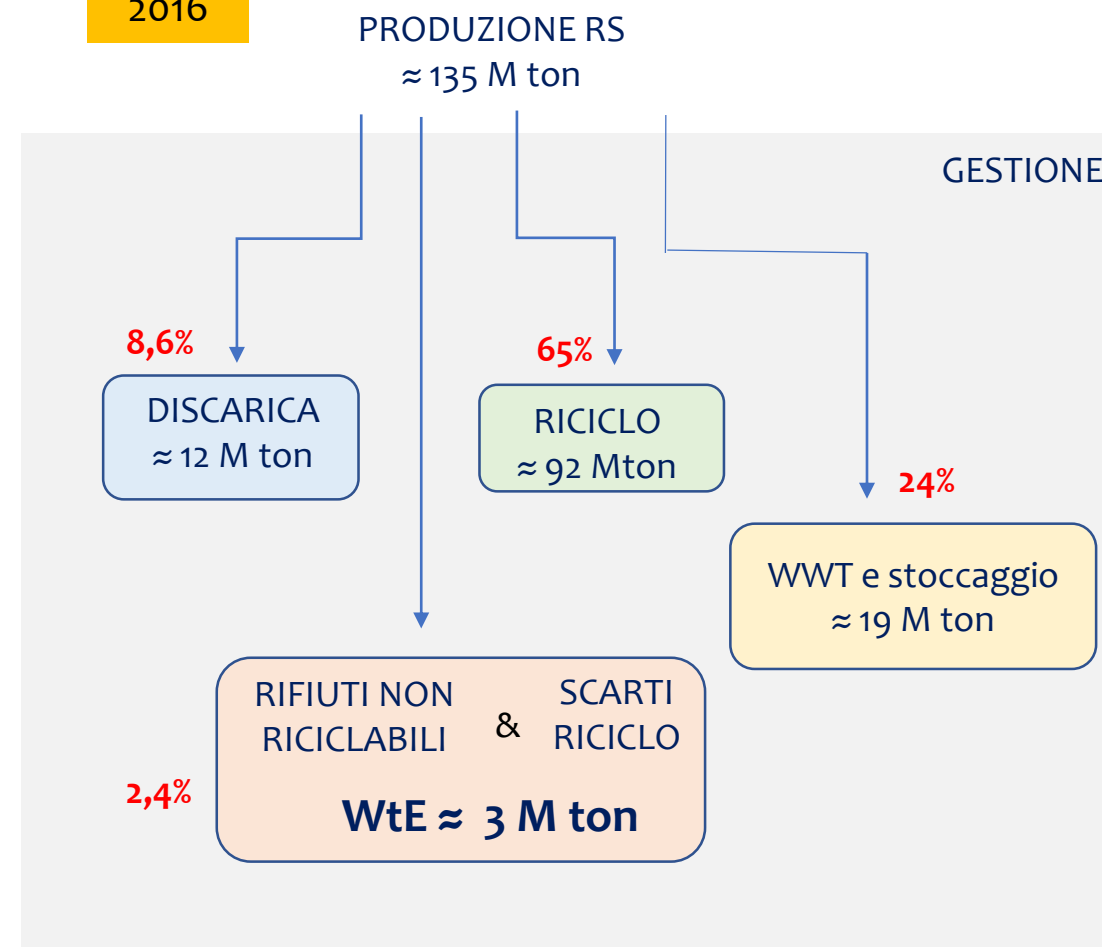 2016
PRODUZIONE RS
≈ 135 M ton
GESTIONE
8,6%
DISCARICA
≈ 12 M ton
65%
RICICLO
≈ 92 Mton
24%
WWT e stoccaggio
≈ 19 M ton
RIFIUTI NON
RICICLABILI
&
SCARTI
RICICLO
2,4%
WtE ≈ 3 M ton